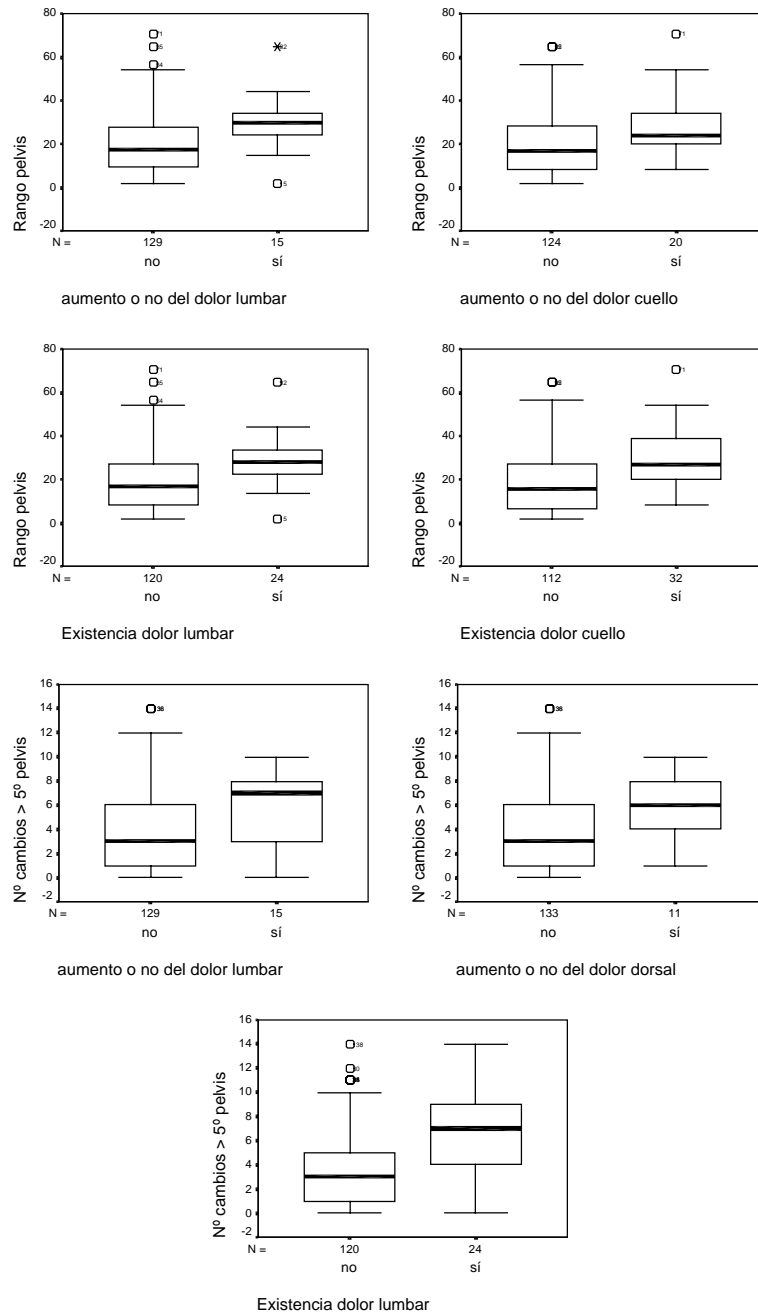 80
60
40
20
0
-20
Rango pelvis
N = 129 15
no sí
aumento o no del dolor lumbar
80
60
40
20
0
-20
Rango pelvis
N = 124 20
no sí
aumento o no del dolor cuello
80
60
40
20
0
-20
Rango pelvis
N = 120 24
no sí
Existencia dolor lumbar
80
60
40
20
0
-20
Rango pelvis
N = 112 32
no sí
Existencia dolor cuello
16
14
12
10
8
6
4
2
0
-2
Nº cambios > 5º pelvis
N = 129 15
no sí
aumento o no del dolor lumbar
16
14
12
10
8
6
4
2
0
-2
Nº cambios > 5º pelvis
N = 133 11
no sí
aumento o no del dolor dorsal
16
14
12
10
8
6
4
2
0
-2
Nº cambios > 5º pelvis
138
N = 120 24
no sí
Existencia dolor lumbar